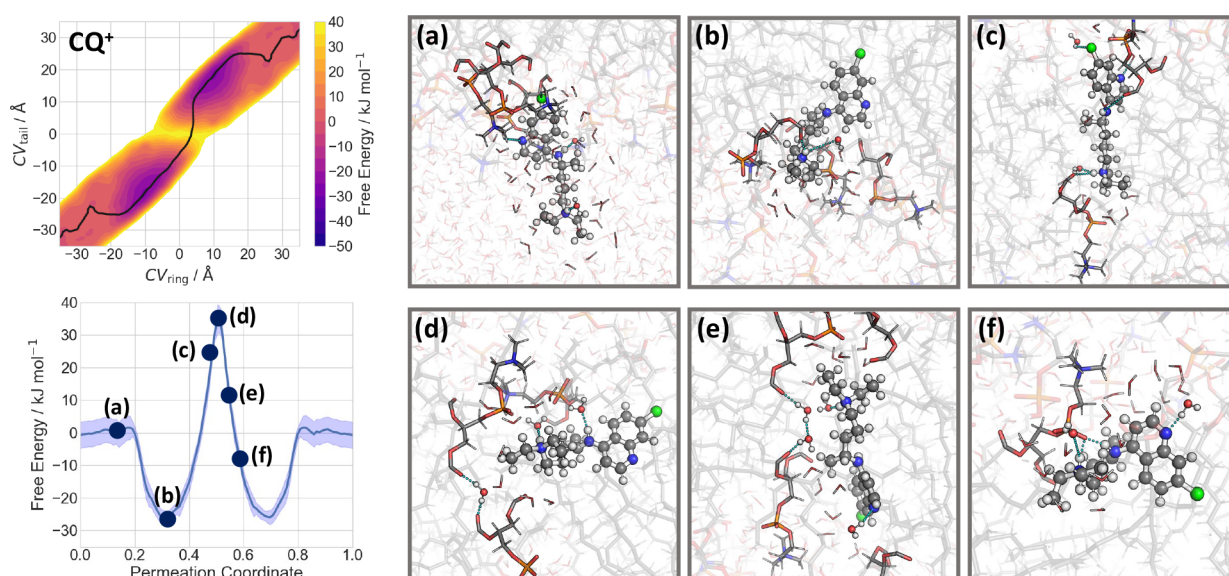 CQ+
30
20
10
0
−10
−20
−30
CVtail / Å
−30 −20 −10 0 10 20 30
CVring / Å
40
30
20
10
0
−10
−20
−30
−40
−50
Free Energy / kJ mol−1
40
30
20
10
0
−10
−20
−30
Free Energy / kJ mol−1
(a)
(b)
(c)
(d)
(e)
(f)
0.0 0.2 0.4 0.6 0.8 1.0
Permeation Coordinate
(a)
(b)
(c)
(d)
(e)
(f)